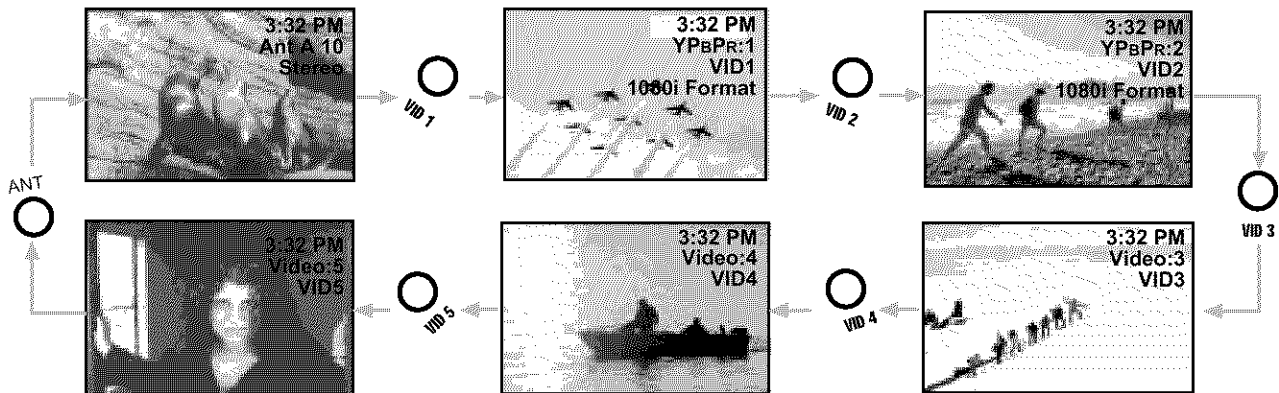 3:32 PM
Ant A 10
Stereo
VID 1
3:32 PM
YPBPR:1
VID1
1080i Format
VID 2
3:32 PM
YPBPR:2
VID2
1080i Format
VID 3
3:32 PM
Video:3
VID3
VID 4
3:32 PM
Video:4
VID4
VID 5
3:32 PM
Video:5
VID5
ANT